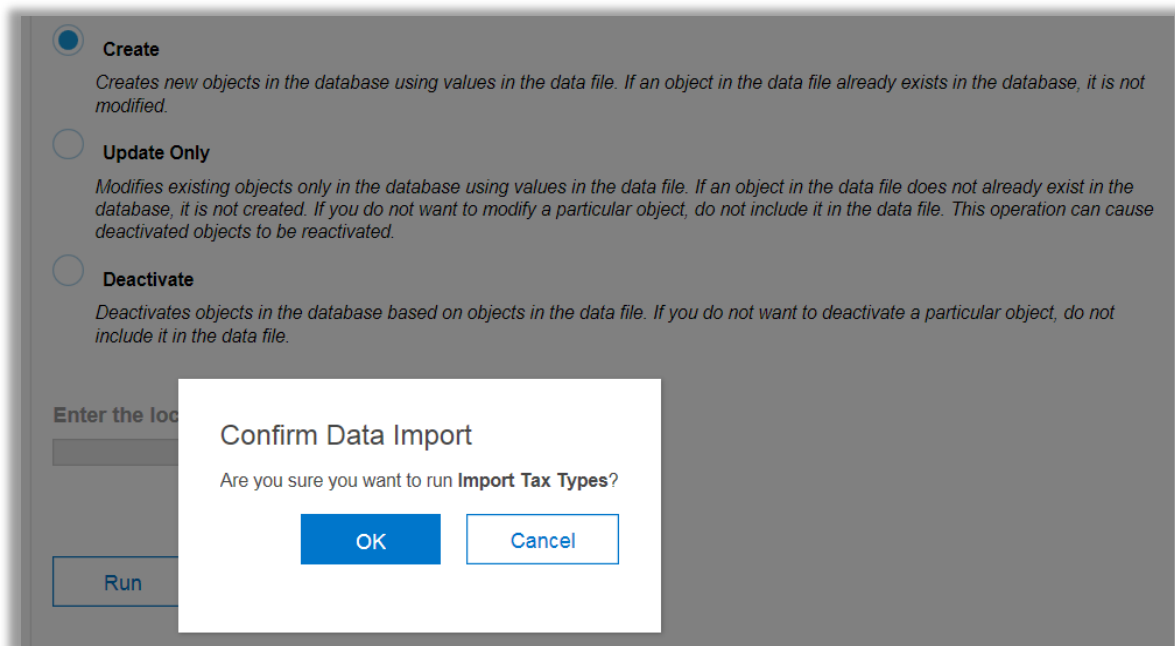 Create
Creates new objects in the database using values in the data file. If an object in the data file already exists in the database, it is not
modified.
Update Only
Modifies existing objects only in the database using values in the data file. If an object in the data file does not already exist in the
database, it is not created. If you do not want to modify a particular object, do not include it in the data file. This operation can cause
deactivated objects to be reactivated.
Deactivate
Deactivates objects in the database based on objects in the data file. If you do not want to deactivate a particular object, do not
include it in the data file.
Enter the loc
Confirm Data Import
Are you sure you want to run Import Tax Types?
OK
Cancel
Run